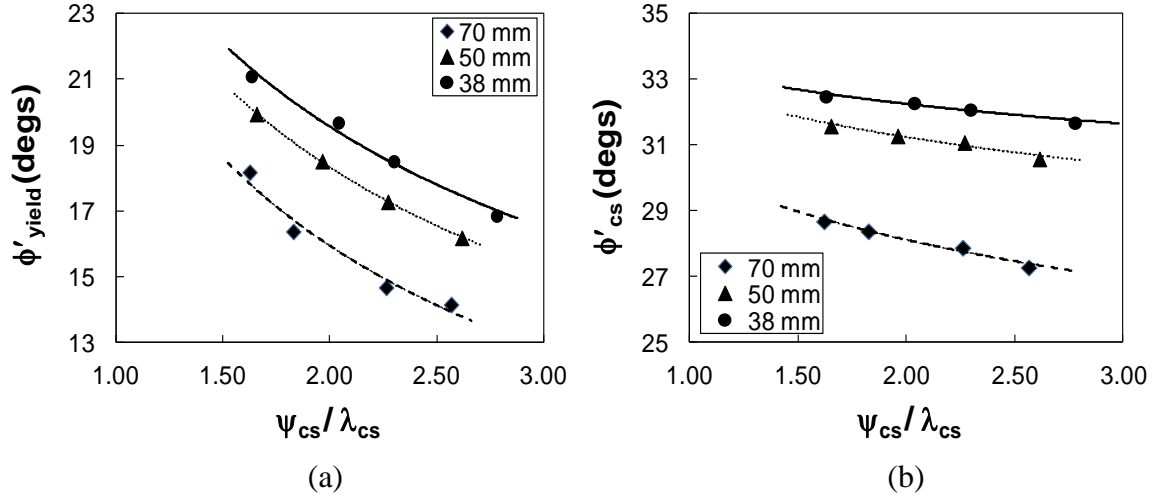 23
21
19
17
15
13
ϕ′yield(degs)
70 mm
50 mm
38 mm
1.00 1.50 2.00 2.50 3.00
ψcs / λcs
(a)
35
33
31
29
27
25
ϕ′cs(degs)
70 mm
50 mm
38 mm
1.00 1.50 2.00 2.50 3.00
ψcs / λcs
(b)